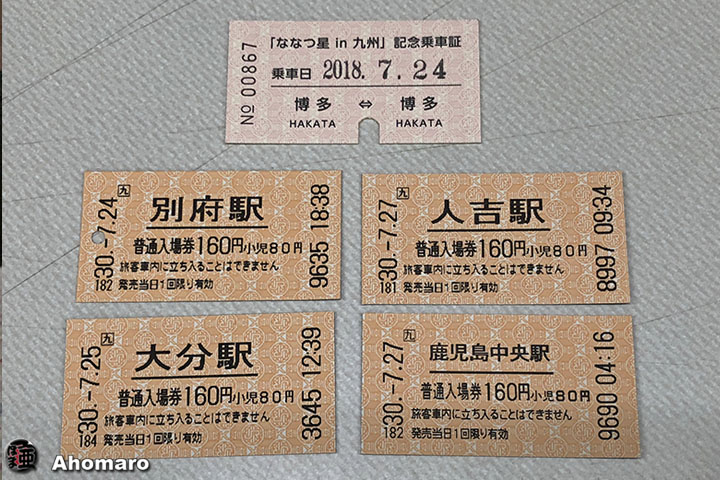 「ななつ星 in 九州」記念乗車証
乗車日 2018. 7. 24
博多 ⇔ 博多
HAKATA HAKATA
No 00867
30.-7.24
九
別府駅
普通入場券160円小児80円
旅客車内に立ち入ることはできません
182 発売当日1回限り有効
9635 18:38
30.-7.27
九
人吉駅
普通入場券160円小児80円
旅客車内に立ち入ることはできません
181 発売当日1回限り有効
8997 09:34
30.-7.25
九
大分駅
普通入場券160円小児80円
旅客車内に立ち入ることはできません
184 発売当日1回限り有効
3645 12:39
30.-7.27
九
鹿児島中央駅
普通入場券160円小児80円
旅客車内に立ち入ることはできません
182 発売当日1回限り有効
9690 04:16
Ahomaro